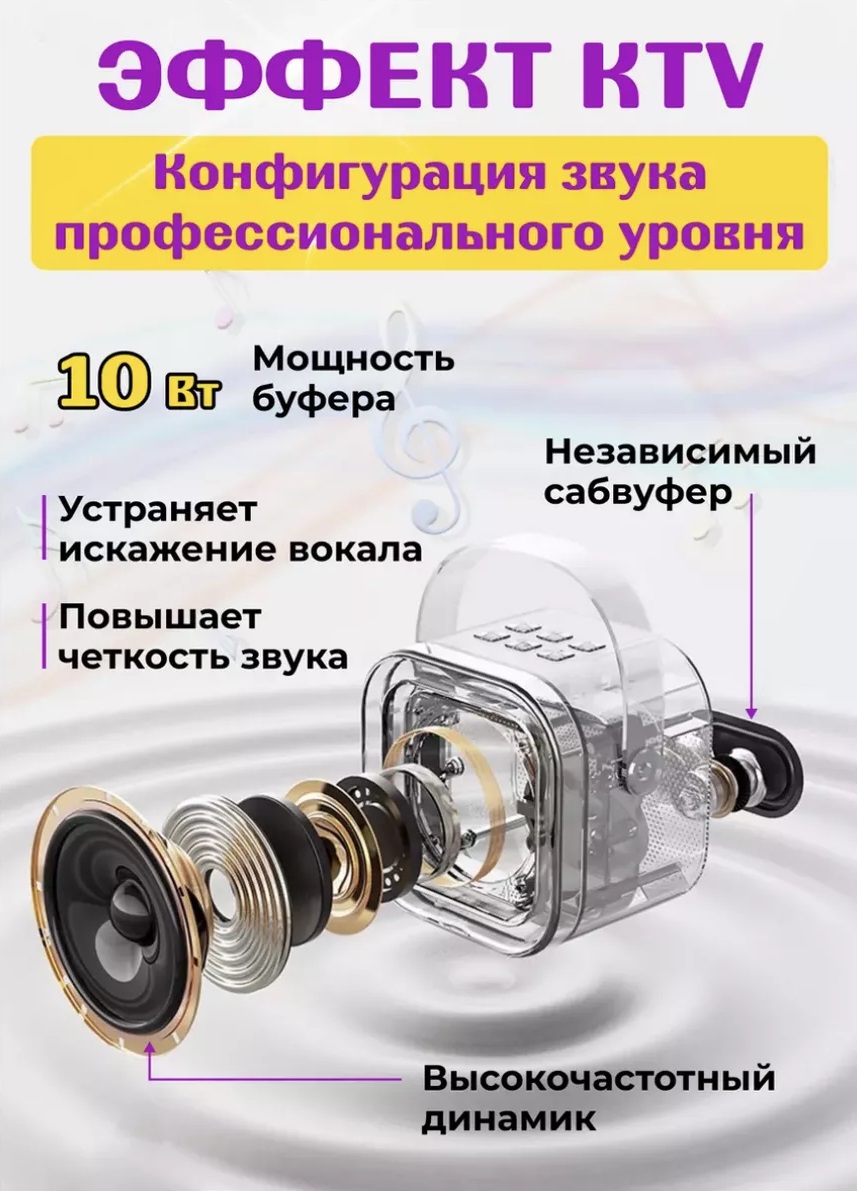 ЭФФЕКТ KTV
Конфигурация звука
профессионального уровня
10 Вт
Мощность
буфера
Независимый
сабвуфер
Устраняет
искажение вокала
Повышает
четкость звука
Высокочастотный
динамик